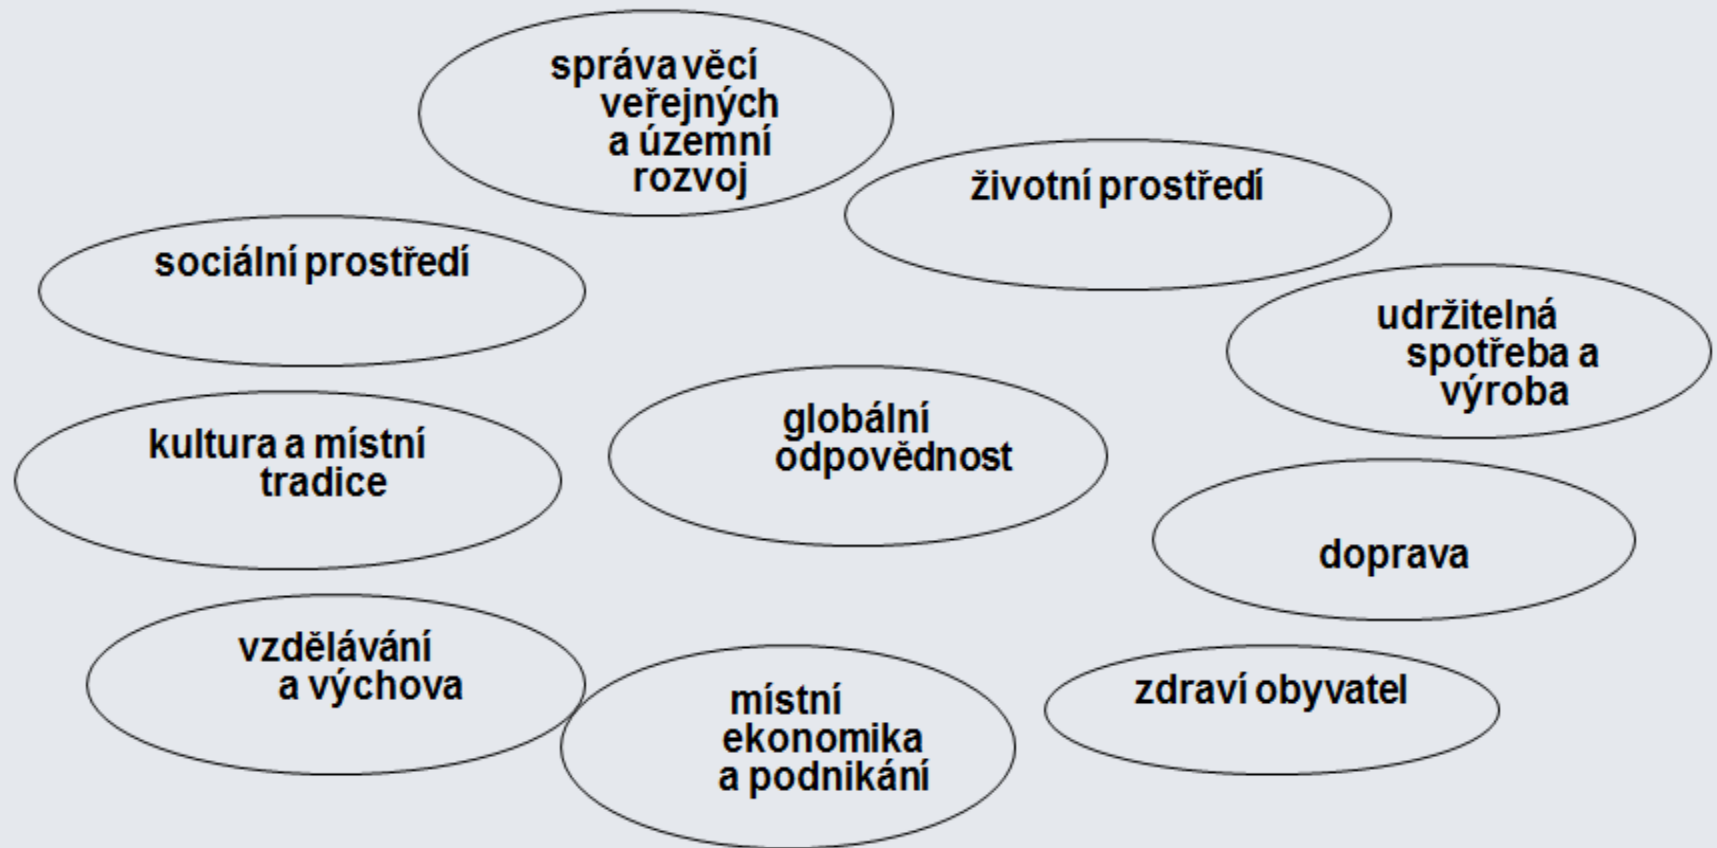 správa věcí
veřejných
a územní
rozvoj
životní prostředí
sociální prostředí
udržitelná
spotřeba a
výroba
globální
odpovědnost
kultura a místní
tradice
doprava
vzdělávání
a výchova
místní
ekonomika
a podnikání
zdraví obyvatel